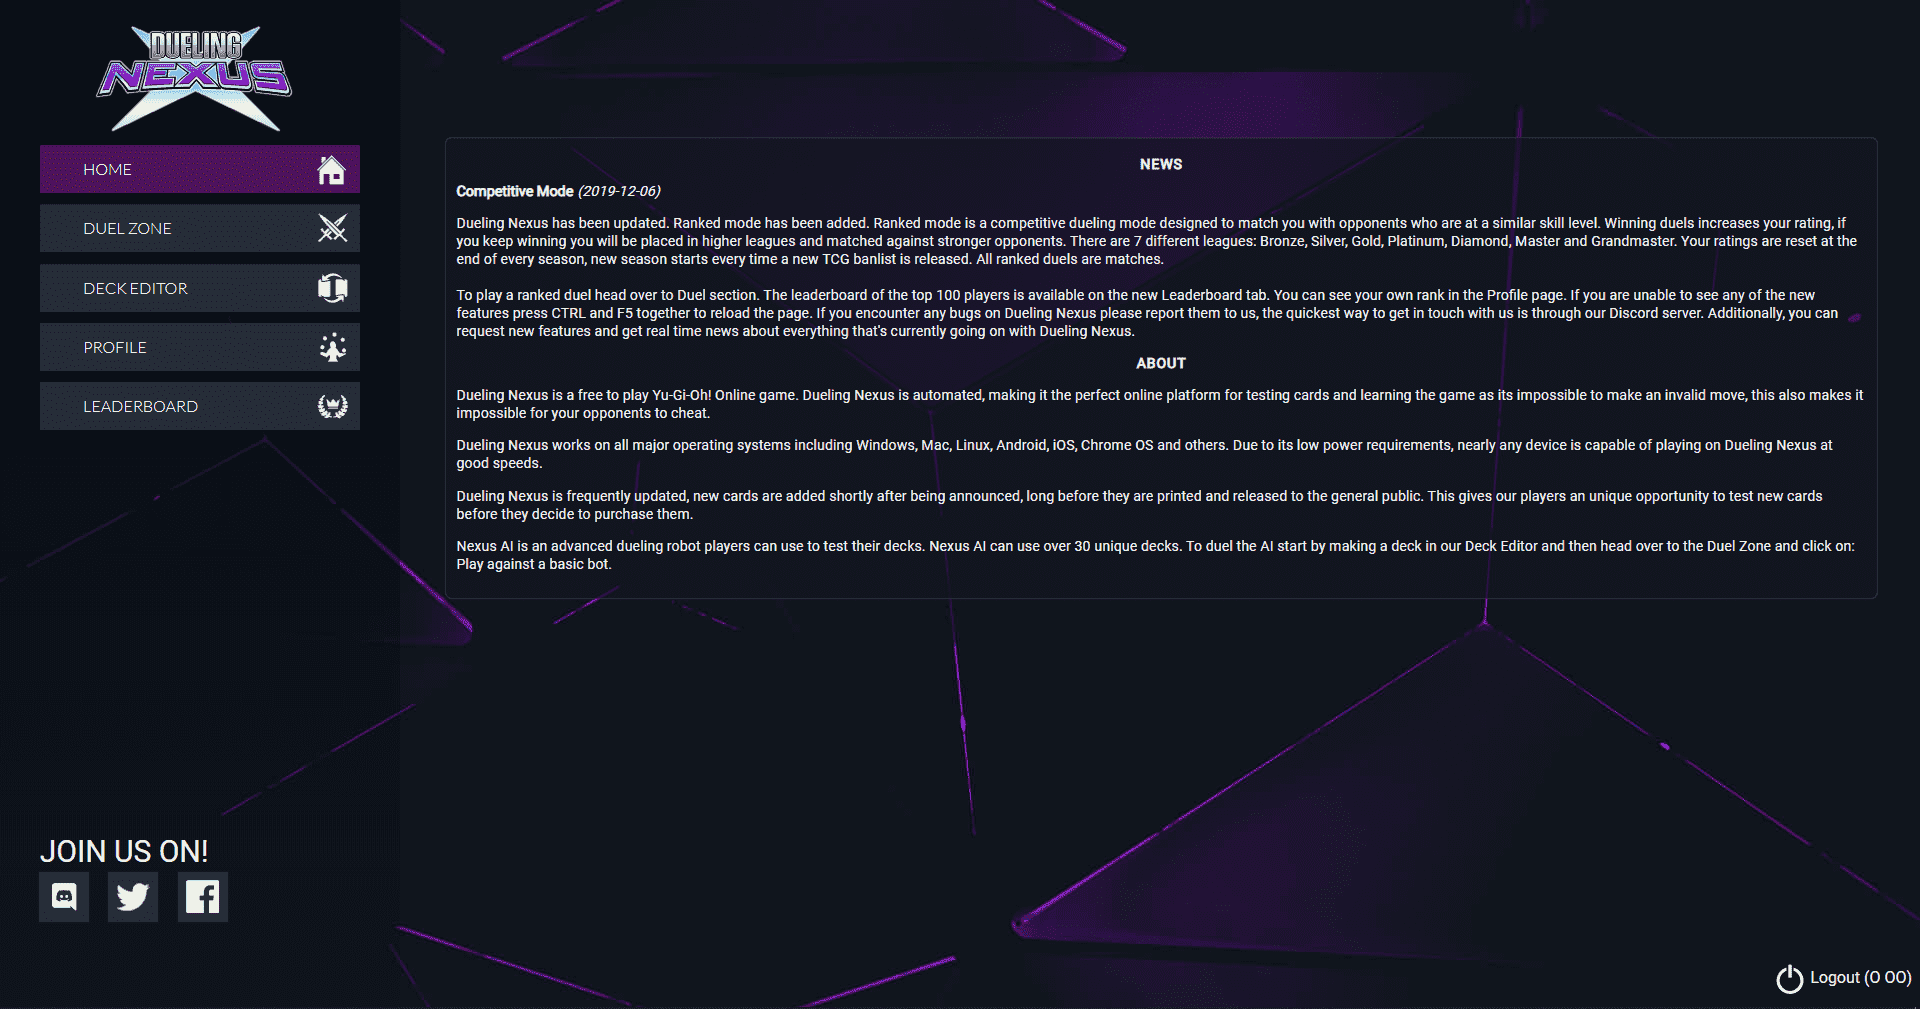 DUELING
NEXUS
HOME
DUEL ZONE
DECK EDITOR
PROFILE
LEADERBOARD
NEWS
Competitive Mode (2019-12-06)
Dueling Nexus has been updated. Ranked mode has been added. Ranked mode is a competitive dueling mode designed to match you with opponents who are at a similar skill level. Winning duels increases your rating, if
you keep winning you will be placed in higher leagues and matched against stronger opponents. There are 7 different leagues: Bronze, Silver, Gold, Platinum, Diamond, Master and Grandmaster. Your ratings are reset at the
end of every season, new season starts every time a new TCG banlist is released. All ranked duels are matches.
To play a ranked duel head over to Duel section. The leaderboard of the top 100 players is available on the new Leaderboard tab. You can see your own rank in the Profile page. If you are unable to see any of the new
features press CTRL and F5 together to reload the page. If you encounter any bugs on Dueling Nexus please report them to us, the quickest way to get in touch with us is through our Discord server. Additionally, you can
request new features and get real time news about everything that's currently going on with Dueling Nexus.
ABOUT
Dueling Nexus is a free to play Yu-Gi-Oh! Online game. Dueling Nexus is automated, making it the perfect online platform for testing cards and learning the game as its impossible to make an invalid move, this also makes it
impossible for your opponents to cheat.
Dueling Nexus works on all major operating systems including Windows, Mac, Linux, Android, iOS, Chrome OS and others. Due to its low power requirements, nearly any device is capable of playing on Dueling Nexus at
good speeds.
Dueling Nexus is frequently updated, new cards are added shortly after being announced, long before they are printed and released to the general public. This gives our players an unique opportunity to test new cards
before they decide to purchase them.
Nexus AI is an advanced dueling robot players can use to test their decks. Nexus AI can use over 30 unique decks. To duel the AI start by making a deck in our Deck Editor and then head over to the Duel Zone and click on:
Play against a basic bot.
JOIN US ON!
Logout (0 00)